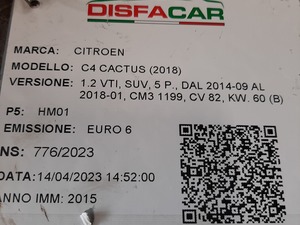 DISFACAR
MARCA: CITROEN
MODELLO: C4 CACTUS (2018)
VERSIONE: 1.2 VTI, SUV, 5 P., DAL 2014-09 AL
2018-01, CM3 1199, CV 82, KW. 60 (B)
P5: HM01
EMISSIONE: EURO 6
NS: 776/2023
DATA: 14/04/2023 14:52:00
ANNO IMM: 2015